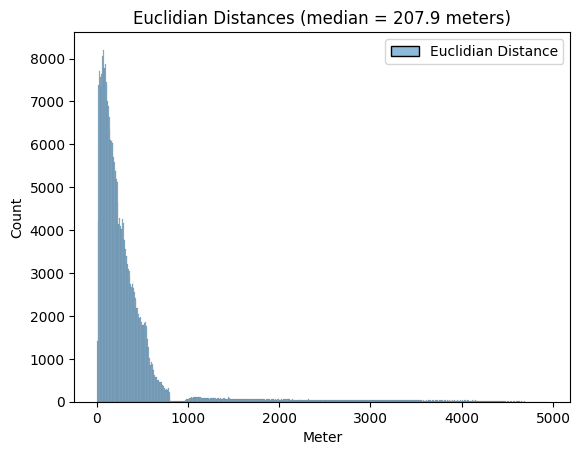 Euclidian Distances (median = 207.9 meters)
Euclidian Distance
8000
7000
6000
5000
4000
3000
2000
1000
0
Count
0 1000 2000 3000 4000 5000
Meter